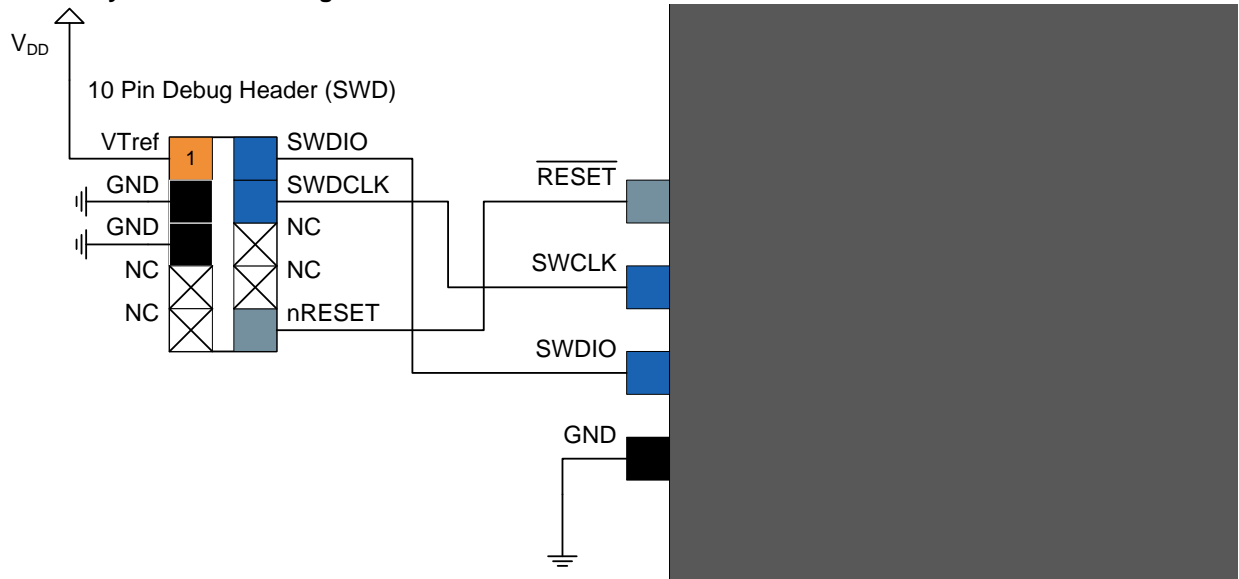 V_DD
10 Pin Debug Header (SWD)
VTref
1
SWDIO
GND
SWDCLK
GND
NC
NC
NC
NC
nRESET
RESET
SWCLK
SWDIO
GND